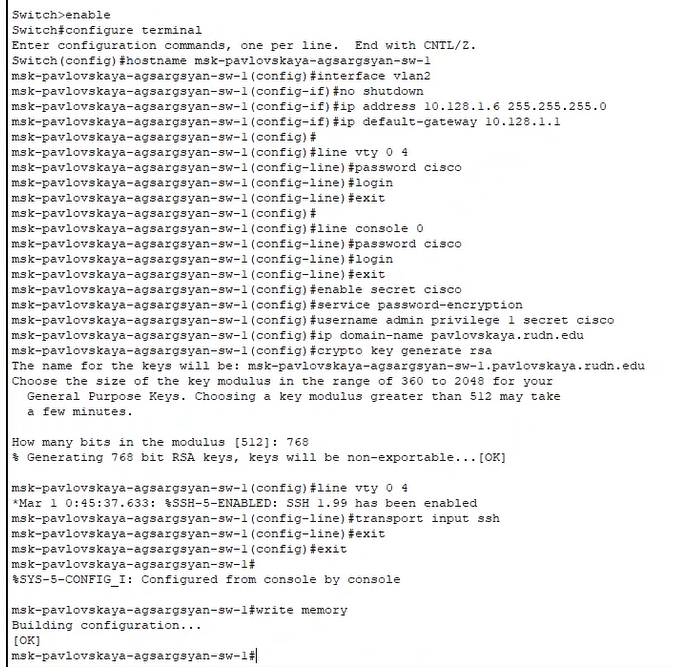 Switch>enable
Switch#configure terminal
Enter configuration commands, one per line.  End with CNTL/Z.
Switch(config)#hostname msk-pavlovskaya-agsargsyan-sw-1
msk-pavlovskaya-agsargsyan-sw-1(config)#interface vlan2
msk-pavlovskaya-agsargsyan-sw-1(config-if)#no shutdown
msk-pavlovskaya-agsargsyan-sw-1(config-if)#ip address 10.128.1.6 255.255.255.0
msk-pavlovskaya-agsargsyan-sw-1(config-if)#ip default-gateway 10.128.1.1
msk-pavlovskaya-agsargsyan-sw-1(config)#
msk-pavlovskaya-agsargsyan-sw-1(config)#line vty 0 4
msk-pavlovskaya-agsargsyan-sw-1(config-line)#password cisco
msk-pavlovskaya-agsargsyan-sw-1(config-line)#login
msk-pavlovskaya-agsargsyan-sw-1(config-line)#exit
msk-pavlovskaya-agsargsyan-sw-1(config)#
msk-pavlovskaya-agsargsyan-sw-1(config)#line console 0
msk-pavlovskaya-agsargsyan-sw-1(config-line)#password cisco
msk-pavlovskaya-agsargsyan-sw-1(config-line)#login
msk-pavlovskaya-agsargsyan-sw-1(config-line)#exit
msk-pavlovskaya-agsargsyan-sw-1(config)#enable secret cisco
msk-pavlovskaya-agsargsyan-sw-1(config)#service password-encryption
msk-pavlovskaya-agsargsyan-sw-1(config)#username admin privilege 1 secret cisco
msk-pavlovskaya-agsargsyan-sw-1(config)#ip domain-name pavlovskaya.rudn.edu
msk-pavlovskaya-agsargsyan-sw-1(config)#crypto key generate rsa
The name for the keys will be: msk-pavlovskaya-agsargsyan-sw-1.pavlovskaya.rudn.edu
Choose the size of the key modulus in the range of 360 to 2048 for your
  General Purpose Keys. Choosing a key modulus greater than 512 may take
  a few minutes.

How many bits in the modulus [512]: 768
% Generating 768 bit RSA keys, keys will be non-exportable...[OK]

msk-pavlovskaya-agsargsyan-sw-1(config)#line vty 0 4
*Mar 1 0:45:37.633: %SSH-5-ENABLED: SSH 1.99 has been enabled
msk-pavlovskaya-agsargsyan-sw-1(config-line)#transport input ssh
msk-pavlovskaya-agsargsyan-sw-1(config-line)#exit
msk-pavlovskaya-agsargsyan-sw-1(config)#exit
msk-pavlovskaya-agsargsyan-sw-1#
%SYS-5-CONFIG_I: Configured from console by console

msk-pavlovskaya-agsargsyan-sw-1#write memory
Building configuration...
[OK]
msk-pavlovskaya-agsargsyan-sw-1#